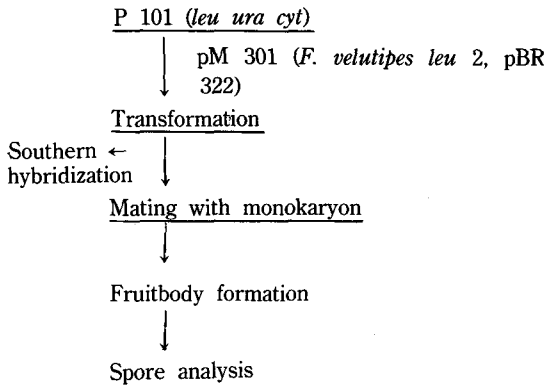 P 101 (leu ura cyt)
pM 301 (F. velutipes leu 2, pBR
322)
Transformation
Southern ←
hybridization
Mating with monokaryon
Fruitbody formation
Spore analysis